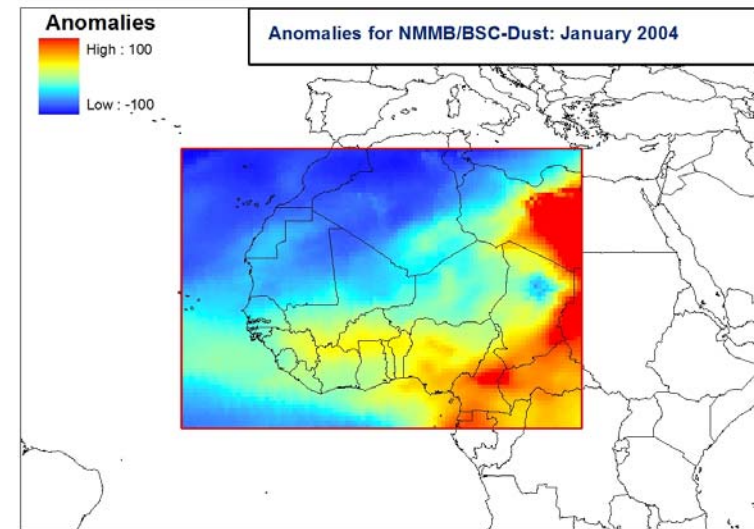 Anomalies
High : 100
Low : -100
Anomalies for NMMB/BSC-Dust: January 2004